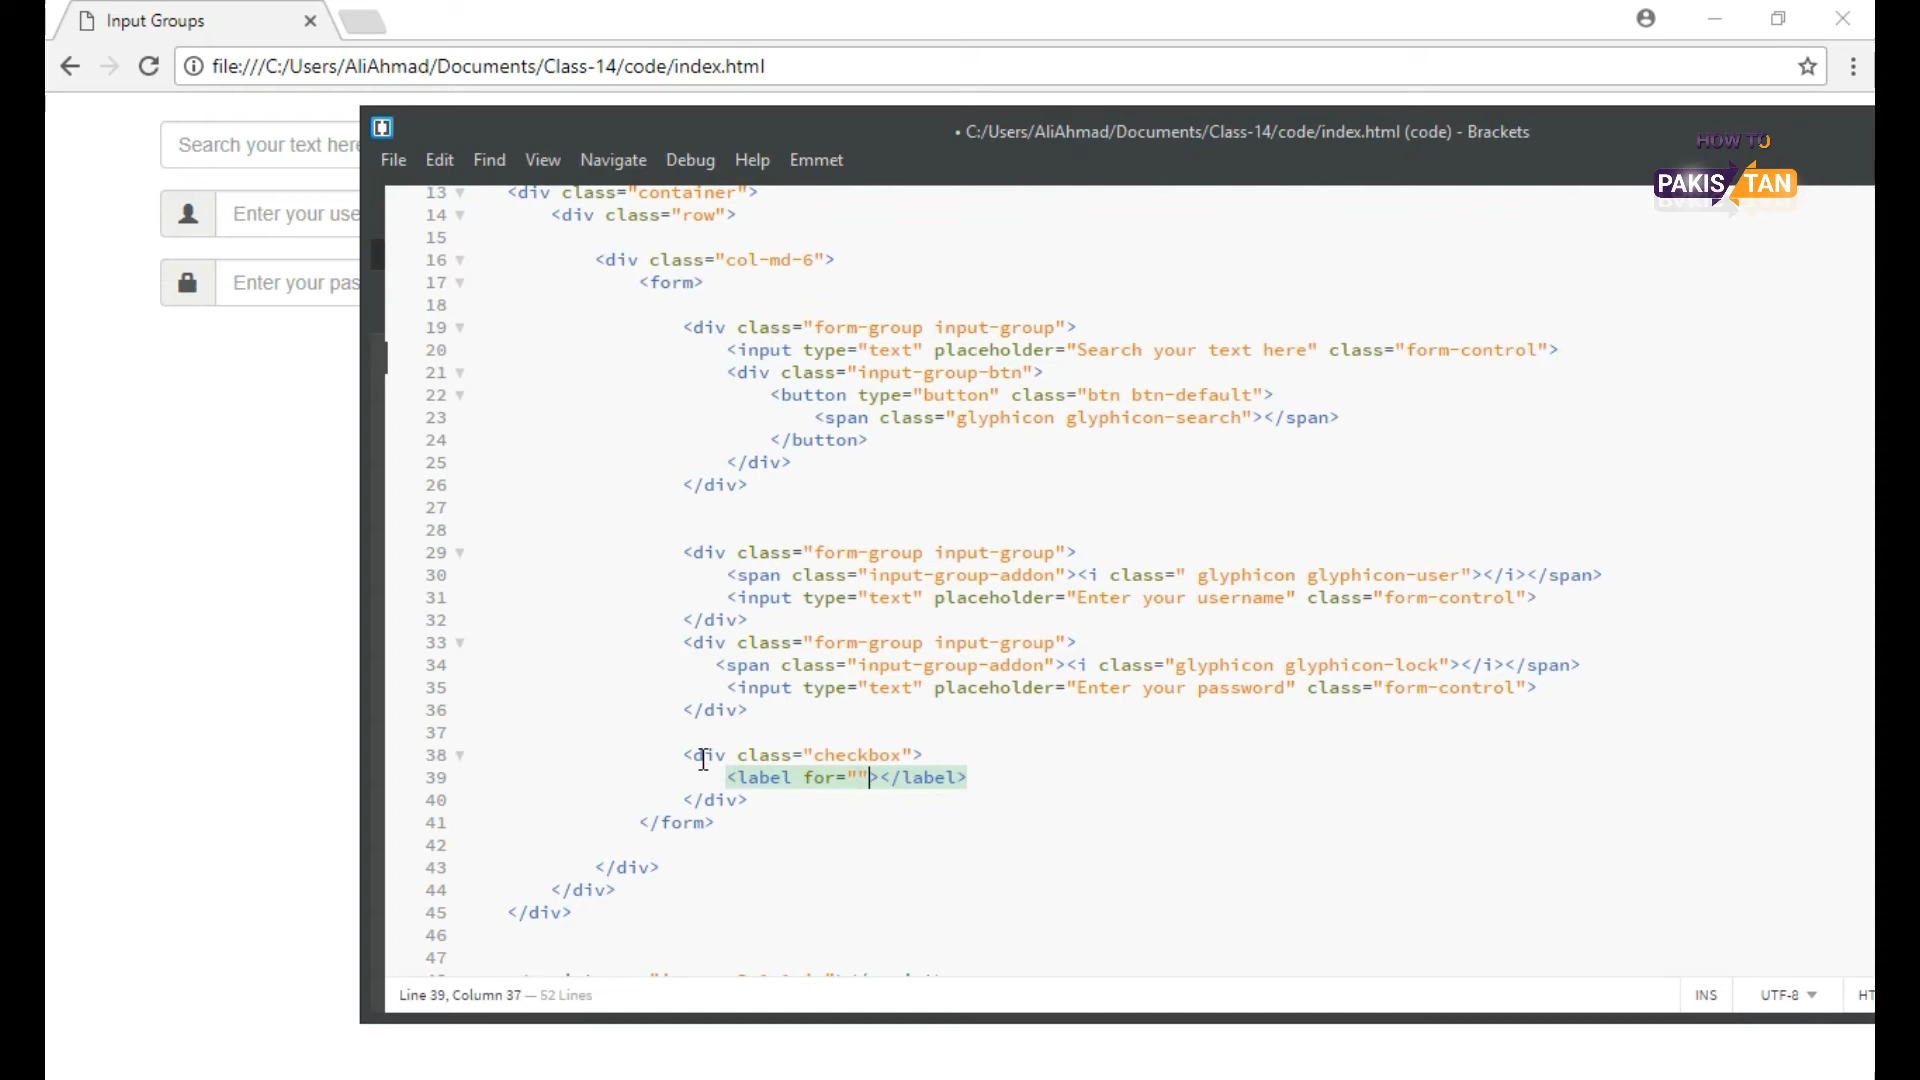 Input Groups
file:///C:/Users/AliAhmad/Documents/Class-14/code/index.html
Search your text here
Enter your use
Enter your pas
• C:/Users/AliAhmad/Documents/Class-14/code/index.html (code) - Brackets
File Edit Find View Navigate Debug Help Emmet
HOW TO
PAKISTAN
13 <div class="container">
14 <div class="row">
15
16 <div class="col-md-6">
17 <form>
18
19 <div class="form-group input-group">
20 <input type="text" placeholder="Search your text here" class="form-control">
21 <div class="input-group-btn">
22 <button type="button" class="btn btn-default">
23 <span class="glyphicon glyphicon-search"></span>
24 </button>
25 </div>
26 </div>
27
28
29 <div class="form-group input-group">
30 <span class="input-group-addon"><i class=" glyphicon glyphicon-user"></i></span>
31 <input type="text" placeholder="Enter your username" class="form-control">
32 </div>
33 <div class="form-group input-group">
34 <span class="input-group-addon"><i class="glyphicon glyphicon-lock"></i></span>
35 <input type="text" placeholder="Enter your password" class="form-control">
36 </div>
37
38 <div class="checkbox">
39 <label for=""></label>
40 </div>
41 </form>
42
43 </div>
44 </div>
45 </div>
46
47
Line 39, Column 37 — 52 Lines
INS UTF-8 HT